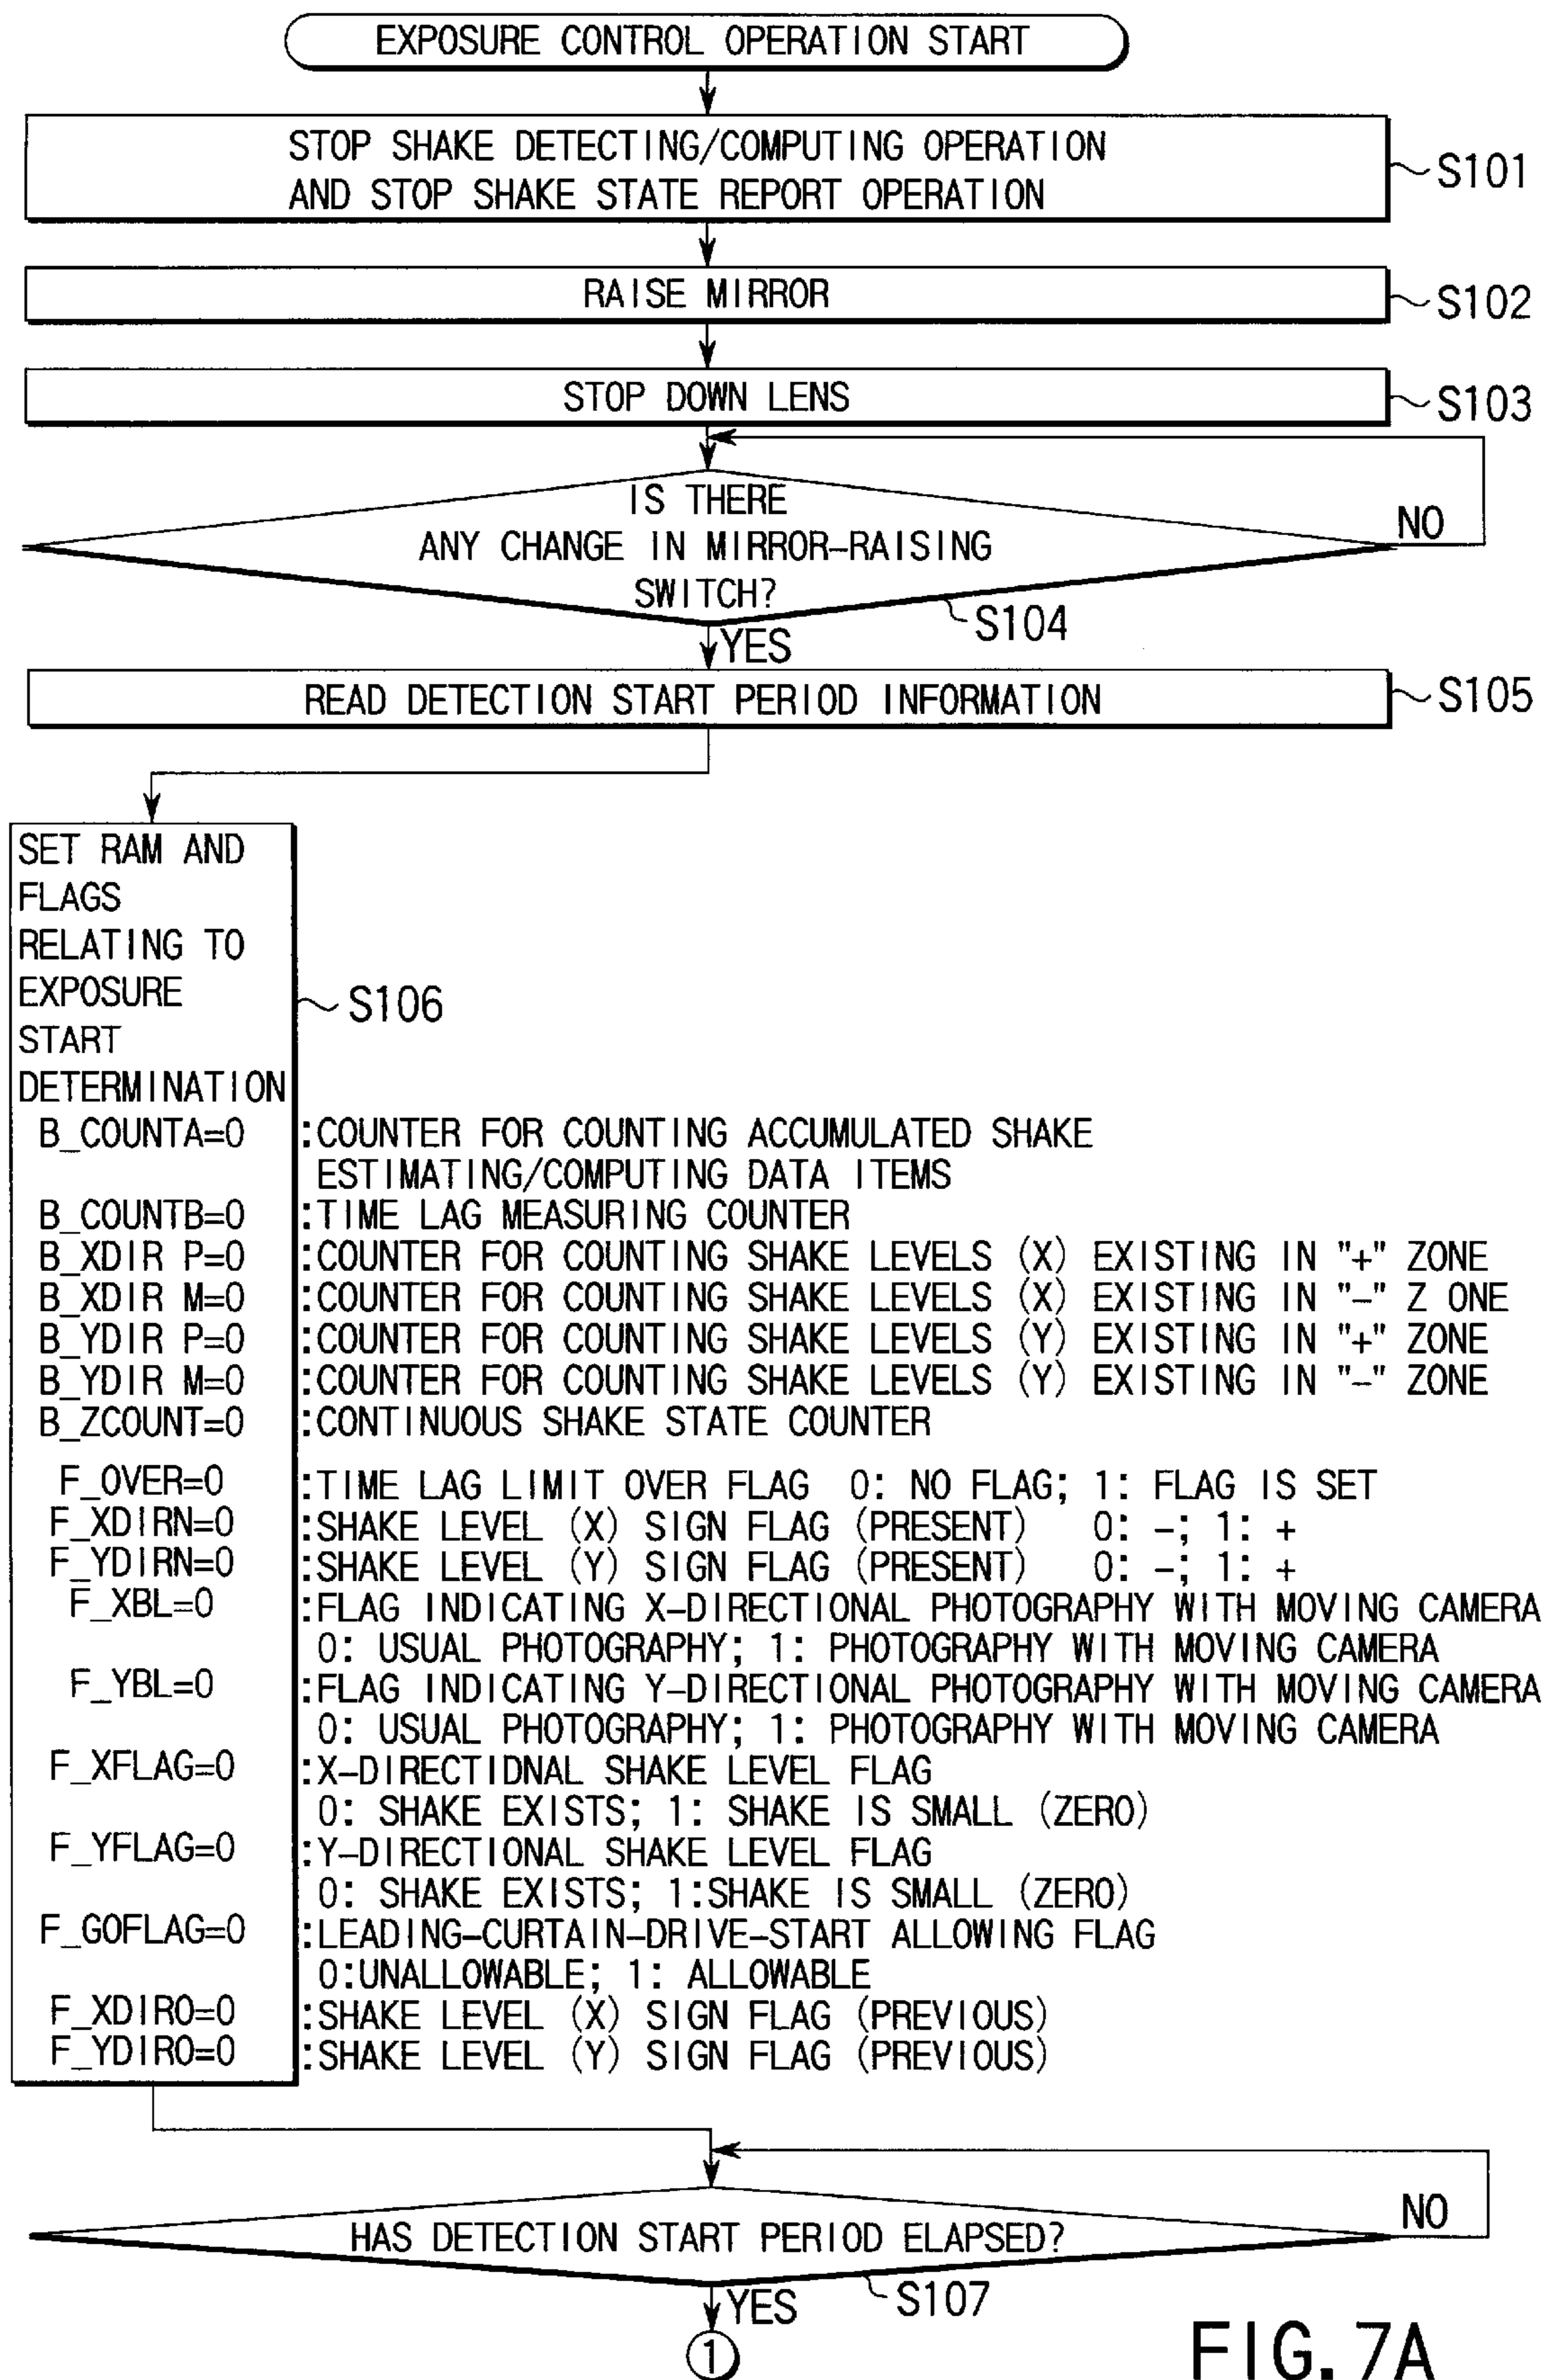 EXPOSURE CONTROL OPERATION START
STOP SHAKE DETECTING/COMPUTING OPERATION
AND STOP SHAKE STATE REPORT OPERATION
S101
RAISE MIRROR
S102
STOP DOWN LENS
S103
IS THERE
ANY CHANGE IN MIRROR-RAISING
SWITCH?
NO
S104
YES
READ DETECTION START PERIOD INFORMATION
S105
SET RAM AND
FLAGS
RELATING TO
EXPOSURE
START
DETERMINATION
S106
B_COUNTA=0 :COUNTER FOR COUNTING ACCUMULATED SHAKE
ESTIMATING/COMPUTING DATA ITEMS
B_COUNTB=0 :TIME LAG MEASURING COUNTER
B_XDIR P=0 :COUNTER FOR COUNTING SHAKE LEVELS (X) EXISTING IN "+" ZONE
B_XDIR M=0 :COUNTER FOR COUNTING SHAKE LEVELS (X) EXISTING IN "-" Z ONE
B_YDIR P=0 :COUNTER FOR COUNTING SHAKE LEVELS (Y) EXISTING IN "+" ZONE
B_YDIR M=0 :COUNTER FOR COUNTING SHAKE LEVELS (Y) EXISTING IN "-" ZONE
B_ZCOUNT=0 :CONTINUOUS SHAKE STATE COUNTER
F_OVER=0 :TIME LAG LIMIT OVER FLAG 0: NO FLAG; 1: FLAG IS SET
F_XDIRN=0 :SHAKE LEVEL (X) SIGN FLAG (PRESENT) 0: -; 1: +
F_YDIRN=0 :SHAKE LEVEL (Y) SIGN FLAG (PRESENT) 0: -; 1: +
F_XBL=0 :FLAG INDICATING X-DIRECTIONAL PHOTOGRAPHY WITH MOVING CAMERA
0: USUAL PHOTOGRAPHY; 1: PHOTOGRAPHY WITH MOVING CAMERA
F_YBL=0 :FLAG INDICATING Y-DIRECTIONAL PHOTOGRAPHY WITH MOVING CAMERA
0: USUAL PHOTOGRAPHY; 1: PHOTOGRAPHY WITH MOVING CAMERA
F_XFLAG=0 :X-DIRECTIDNAL SHAKE LEVEL FLAG
0: SHAKE EXISTS; 1: SHAKE IS SMALL (ZERO)
F_YFLAG=0 :Y-DIRECTIONAL SHAKE LEVEL FLAG
0: SHAKE EXISTS; 1:SHAKE IS SMALL (ZERO)
F_GOFLAG=0 :LEADING-CURTAIN-DRIVE-START ALLOWING FLAG
0:UNALLOWABLE; 1: ALLOWABLE
F_XDIRO=0 :SHAKE LEVEL (X) SIGN FLAG (PREVIOUS)
F_YDIRO=0 :SHAKE LEVEL (Y) SIGN FLAG (PREVIOUS)
HAS DETECTION START PERIOD ELAPSED?
NO
S107
YES
1
FIG. 7A